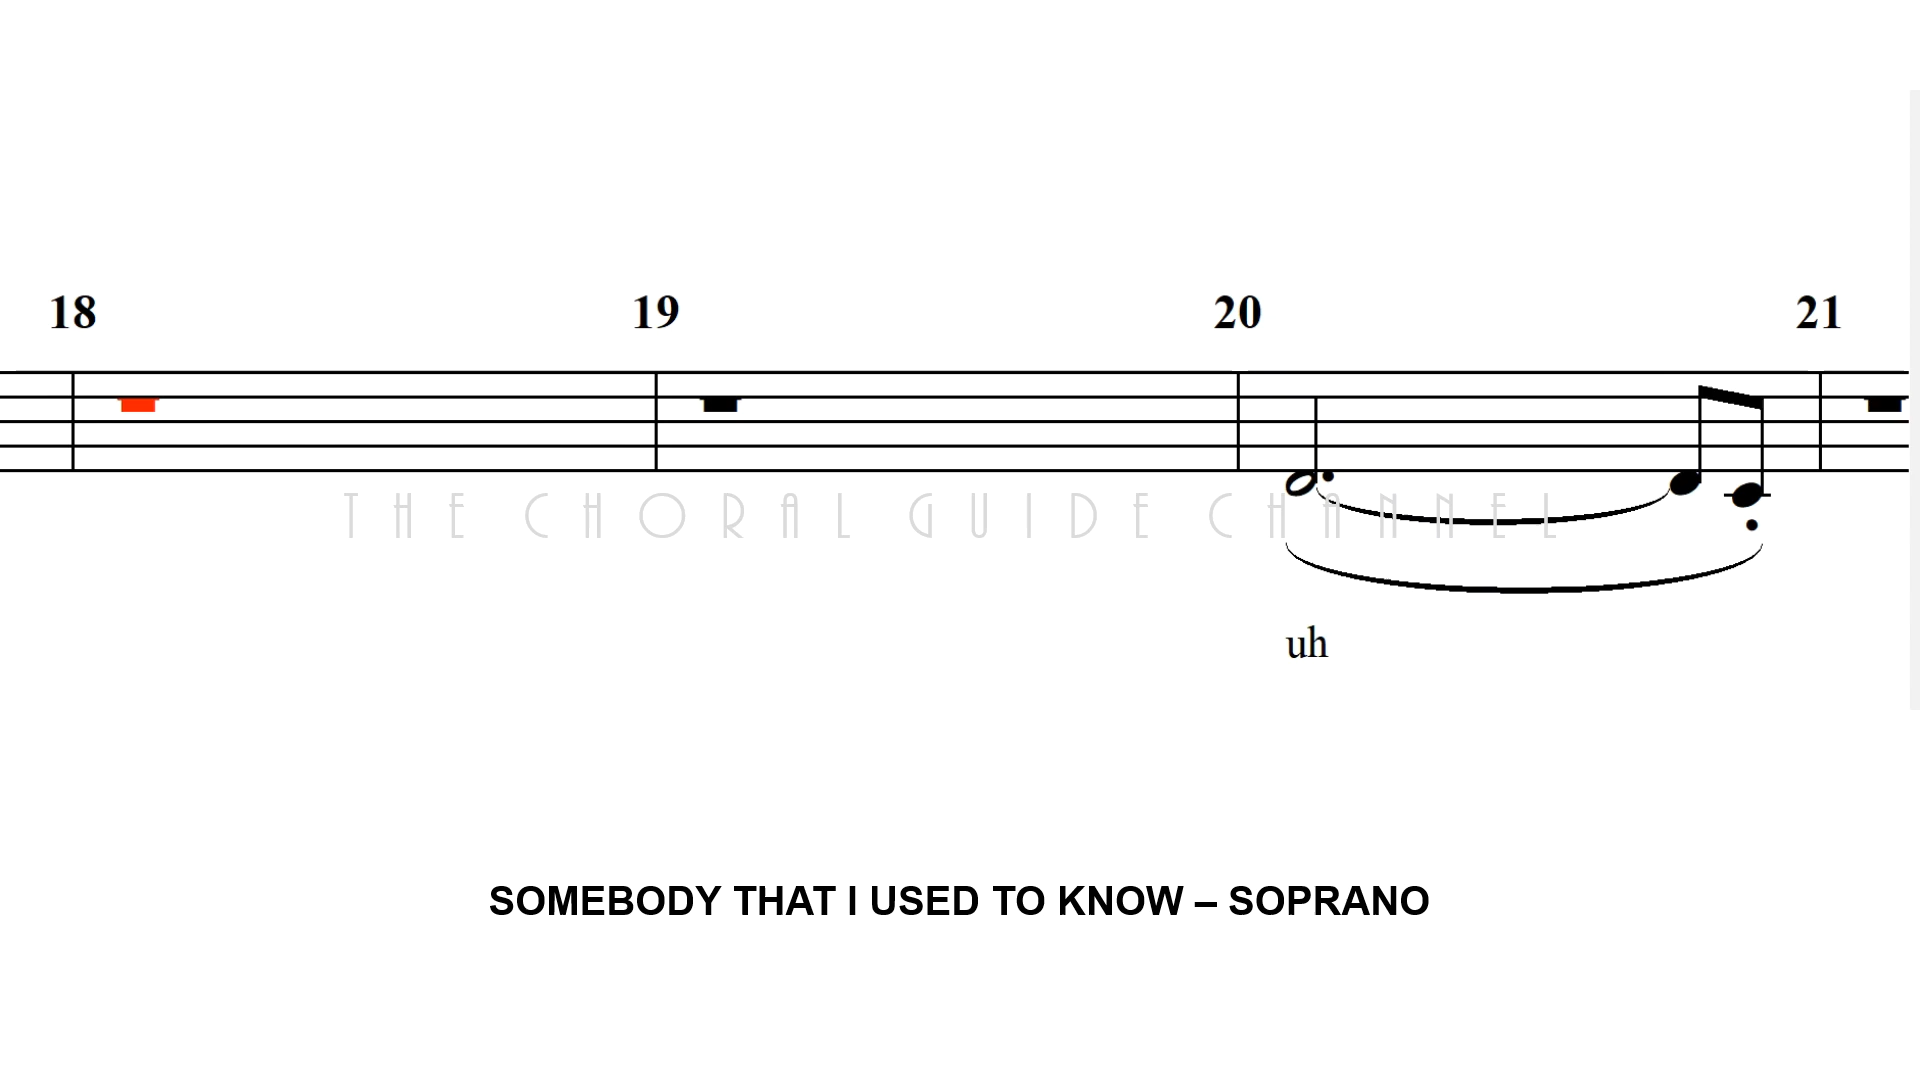 18 19 20 21
THE CHORAL GUIDE CHANNEL
uh
SOMEBODY THAT I USED TO KNOW – SOPRANO